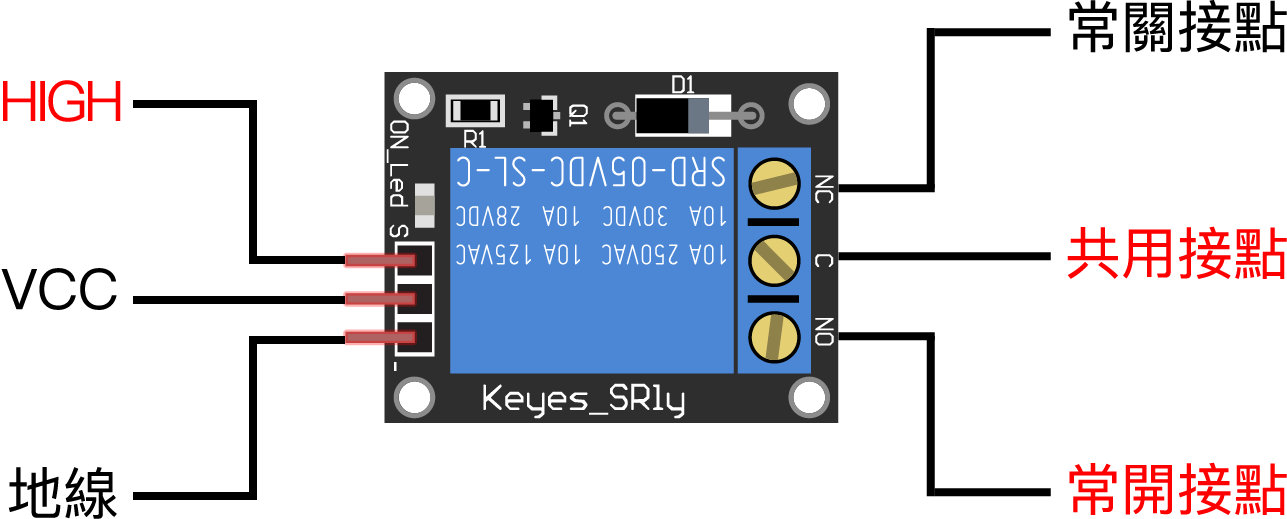 常關接點
HIGH
D1
Q1
R1
ON_Led
SRD-05VDC-SL-C
10A 30VDC 10A 28VDC
10A 250VAC 10A 125VAC
NC
S
C
共用接點
VCC
NO
-
Keyes_SRly
地線
常開接點